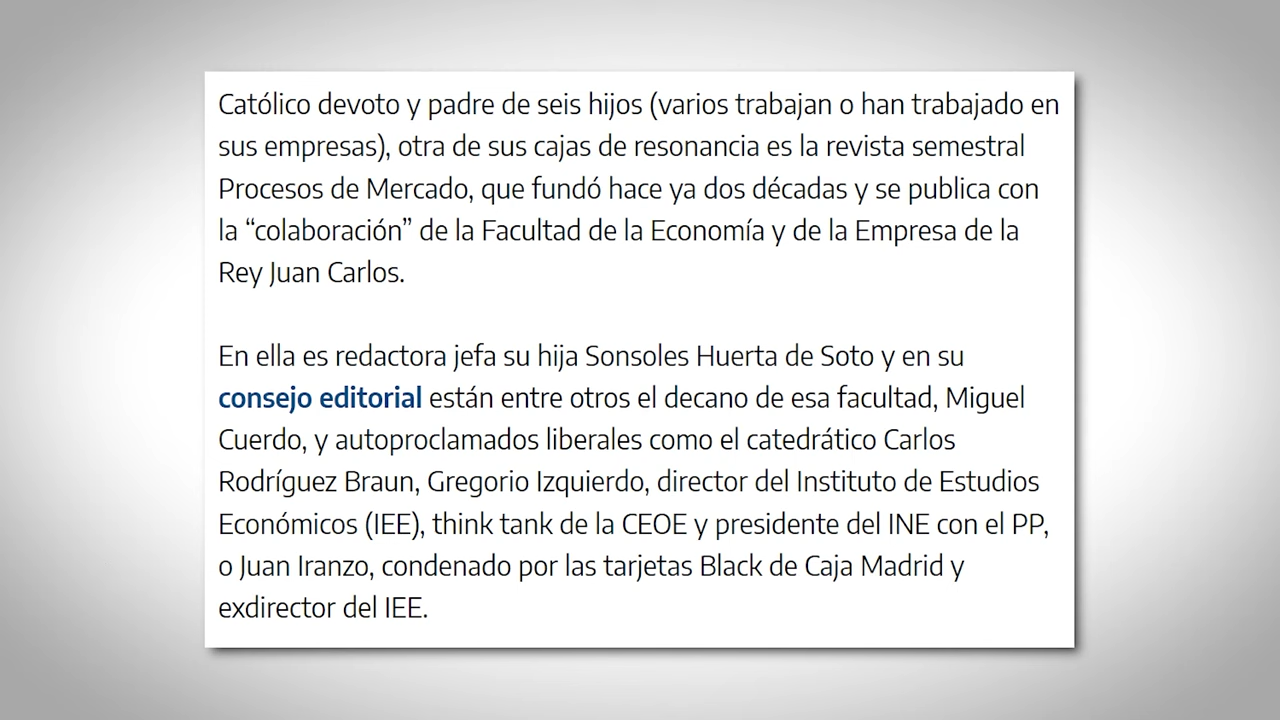 Católico devoto y padre de seis hijos (varios trabajan o han trabajado en
sus empresas), otra de sus cajas de resonancia es la revista semestral
Procesos de Mercado, que fundó hace ya dos décadas y se publica con
la “colaboración” de la Facultad de la Economía y de la Empresa de la
Rey Juan Carlos.
En ella es redactora jefa su hija Sonsoles Huerta de Soto y en su
consejo editorial están entre otros el decano de esa facultad, Miguel
Cuerdo, y autoproclamados liberales como el catedrático Carlos
Rodríguez Braun, Gregorio Izquierdo, director del Instituto de Estudios
Económicos (IEE), think tank de la CEOE y presidente del INE con el PP,
o Juan Iranzo, condenado por las tarjetas Black de Caja Madrid y
exdirector del IEE.